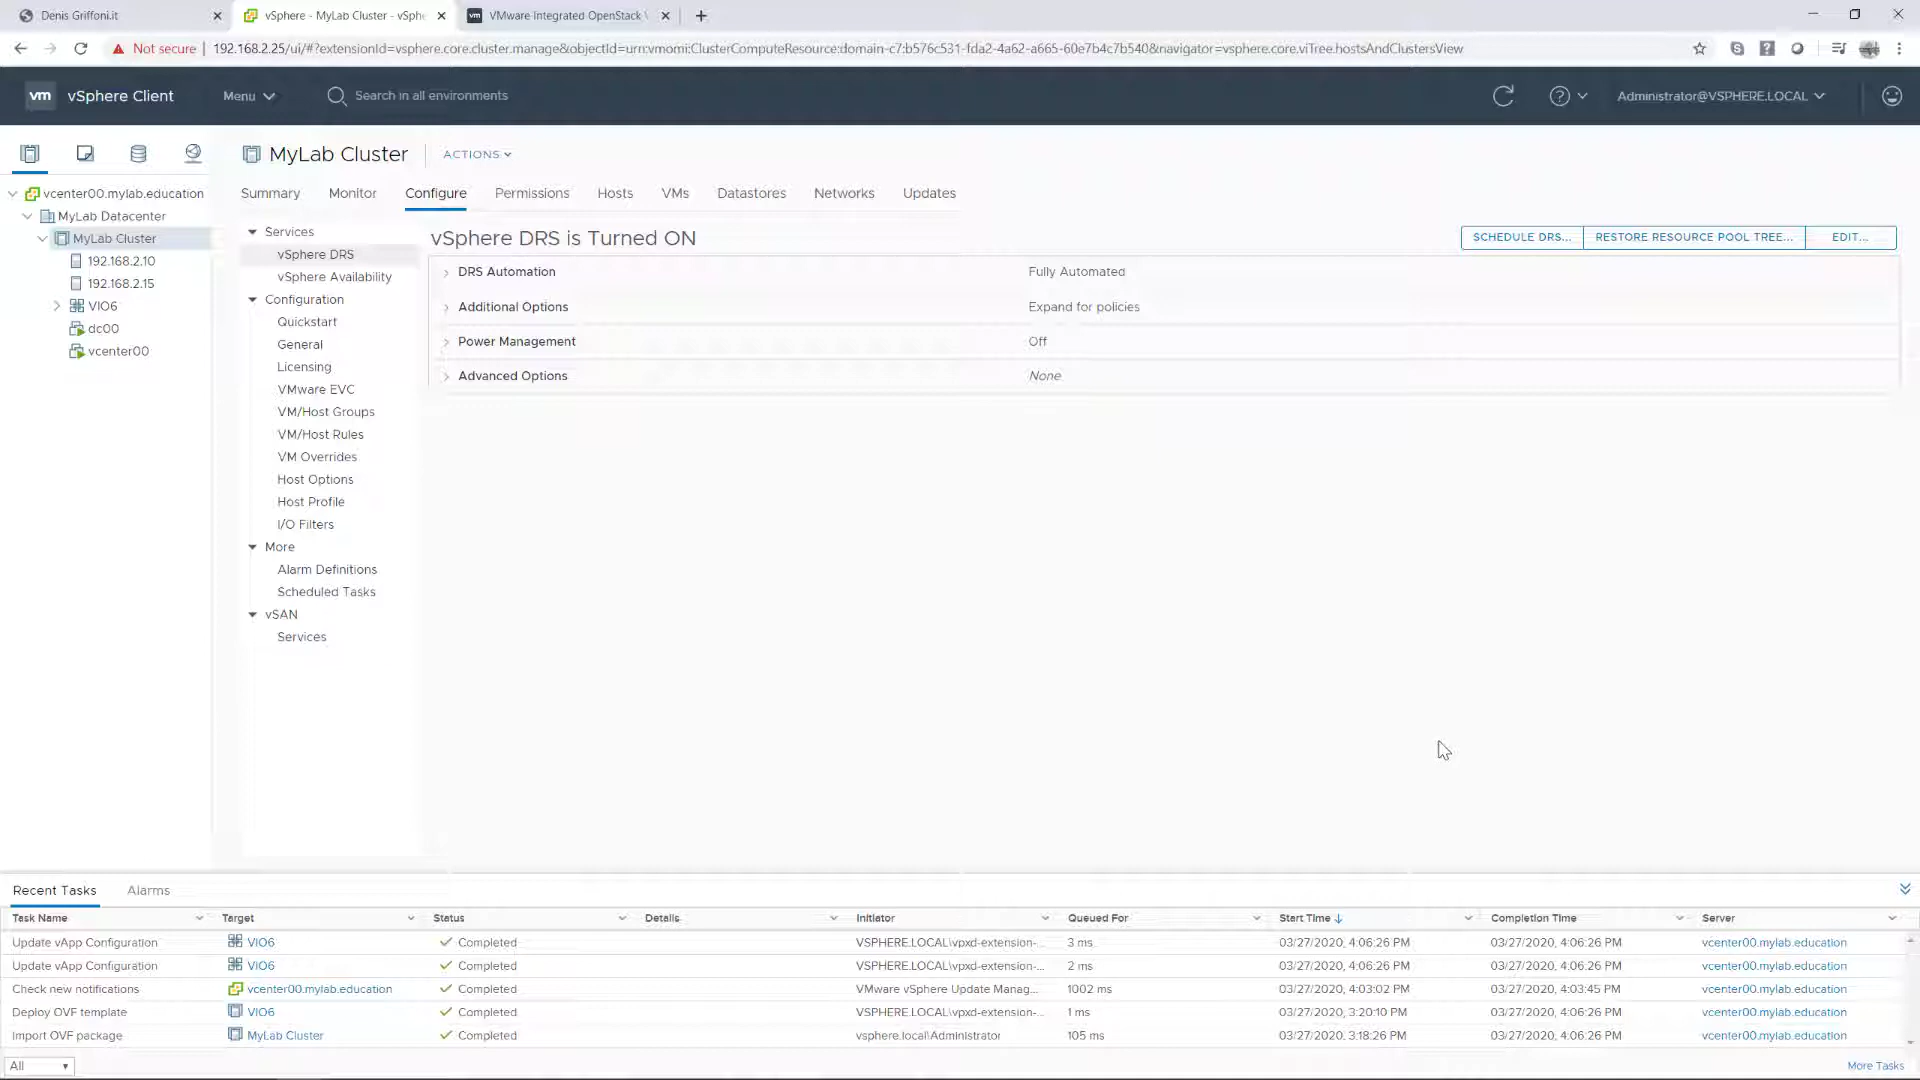 Denis Griffoni.it
vSphere - MyLab Cluster - vSphe
VMware Integrated OpenStack
Not secure | 192.168.2.25/ui/#?extensionId=vsphere.core.cluster.manage&objectId=urn:vmomi:ClusterComputeResource:domain-c7:b576c531-fda2-4a62-a665-60e7b4c7b540&navigator=vsphere.core.viTree.hostsAndClustersView
vm vSphere Client Menu Search in all environments Administrator@VSPHERE.LOCAL
MyLab Cluster ACTIONS
Summary Monitor Configure Permissions Hosts VMs Datastores Networks Updates
vcenter00.mylab.education
MyLab Datacenter
MyLab Cluster
192.168.2.10
192.168.2.15
VIO6
dc00
vcenter00
Services
vSphere DRS
vSphere Availability
Configuration
Quickstart
General
Licensing
VMware EVC
VM/Host Groups
VM/Host Rules
VM Overrides
Host Options
Host Profile
I/O Filters
More
Alarm Definitions
Scheduled Tasks
vSAN
Services
vSphere DRS is Turned ON
SCHEDULE DRS... RESTORE RESOURCE POOL TREE... EDIT...
DRS Automation Fully Automated
Additional Options Expand for policies
Power Management Off
Advanced Options None
Recent Tasks Alarms
Task Name Target Status Details Initiator Queued For Start Time Completion Time Server
Update vApp Configuration VIO6 Completed VSPHERE.LOCAL\vpxd-extension-... 3 ms 03/27/2020, 4:06:26 PM 03/27/2020, 4:06:26 PM vcenter00.mylab.education
Update vApp Configuration VIO6 Completed VSPHERE.LOCAL\vpxd-extension-... 2 ms 03/27/2020, 4:06:26 PM 03/27/2020, 4:06:26 PM vcenter00.mylab.education
Check new notifications vcenter00.mylab.education Completed VMware vSphere Update Manag... 1002 ms 03/27/2020, 4:03:02 PM 03/27/2020, 4:03:45 PM vcenter00.mylab.education
Deploy OVF template VIO6 Completed VSPHERE.LOCAL\vpxd-extension-... 1 ms 03/27/2020, 3:20:10 PM 03/27/2020, 4:06:26 PM vcenter00.mylab.education
Import OVF package MyLab Cluster Completed vsphere.local\Administrator 105 ms 03/27/2020, 3:18:26 PM 03/27/2020, 4:06:26 PM vcenter00.mylab.education
All More Tasks